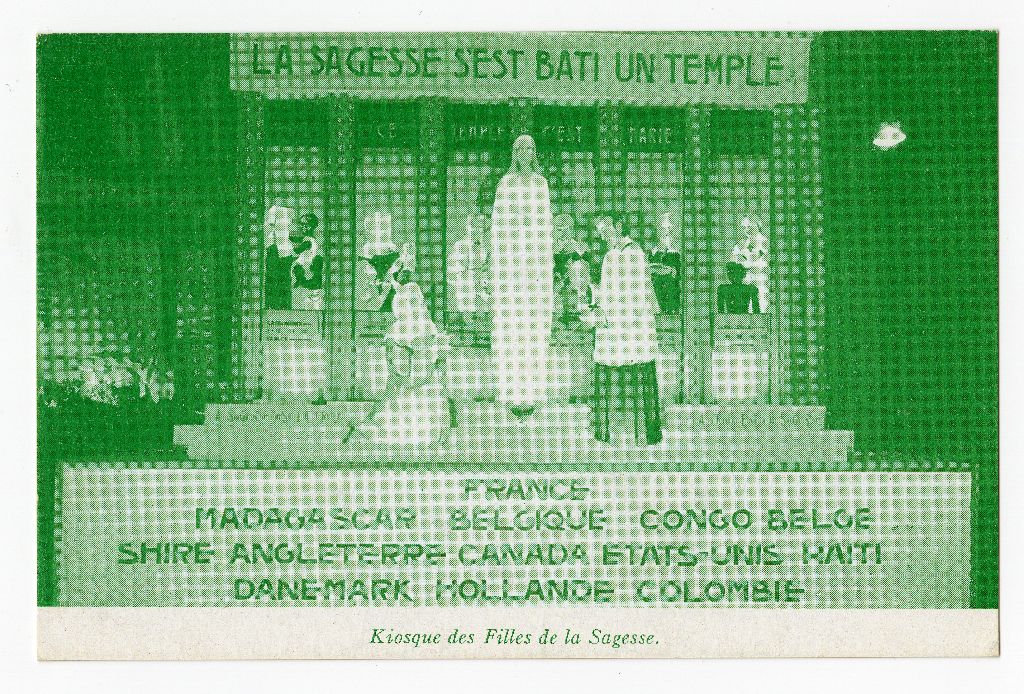 LA SAGESSE S'EST BATI UN TEMPLE
TEMPLE C'EST MARIE
FRANCE
MADAGASCAR BELGIQUE CONGO BELGE
SHIRE ANGLETERRE CANADA ETATS-UNIS HAITI
DANEMARK HOLLANDE COLOMBIE
Kiosque des Filles de la Sagesse.